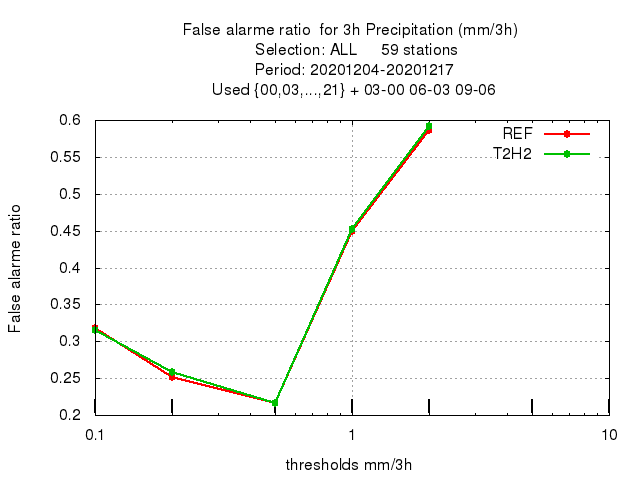 False alarme ratio  for 3h Precipitation (mm/3h)
Selection: ALL     59 stations
Period: 20201204-20201217
Used {00,03,...,21} + 03-00 06-03 09-06
REF
T2H2
0.6
0.55
0.5
0.45
0.4
0.35
0.3
0.25
0.2
False alarme ratio
0.1 1 10
thresholds mm/3h